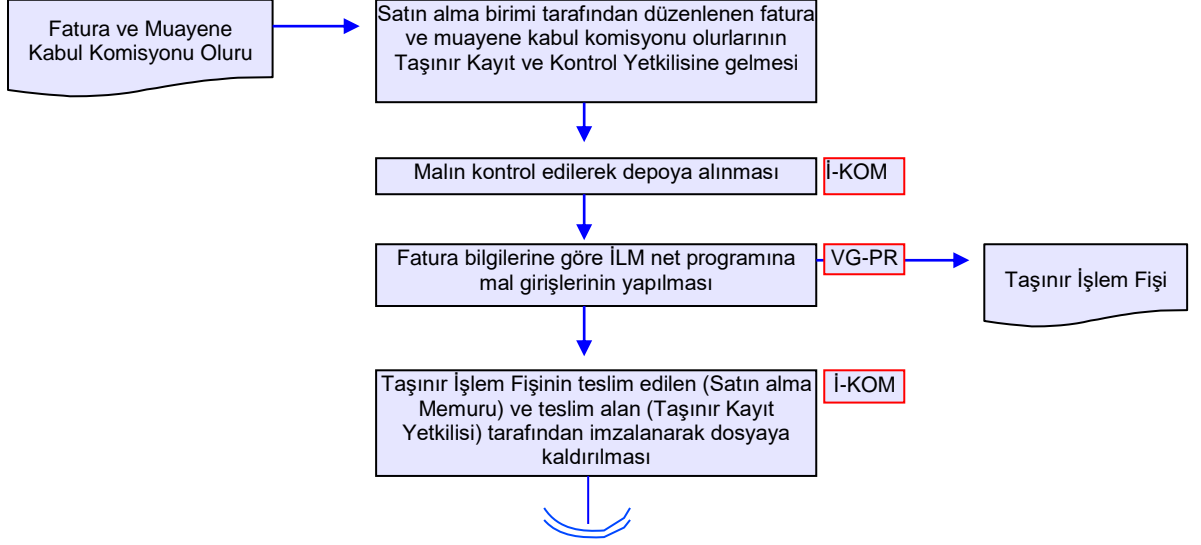 Fatura ve Muayene
Kabul Komisyonu Oluru
Satın alma birimi tarafından düzenlenen fatura
ve muayene kabul komisyonu olurlarının
Taşınır Kayıt ve Kontrol Yetkilisine gelmesi
Malın kontrol edilerek depoya alınması
İ-KOM
Fatura bilgilerine göre İLM net programına
mal girişlerinin yapılması
VG-PR
Taşınır İşlem Fişi
Taşınır İşlem Fişinin teslim edilen (Satın alma
Memuru) ve teslim alan (Taşınır Kayıt
Yetkilisi) tarafından imzalanarak dosyaya
kaldırılması
İ-KOM